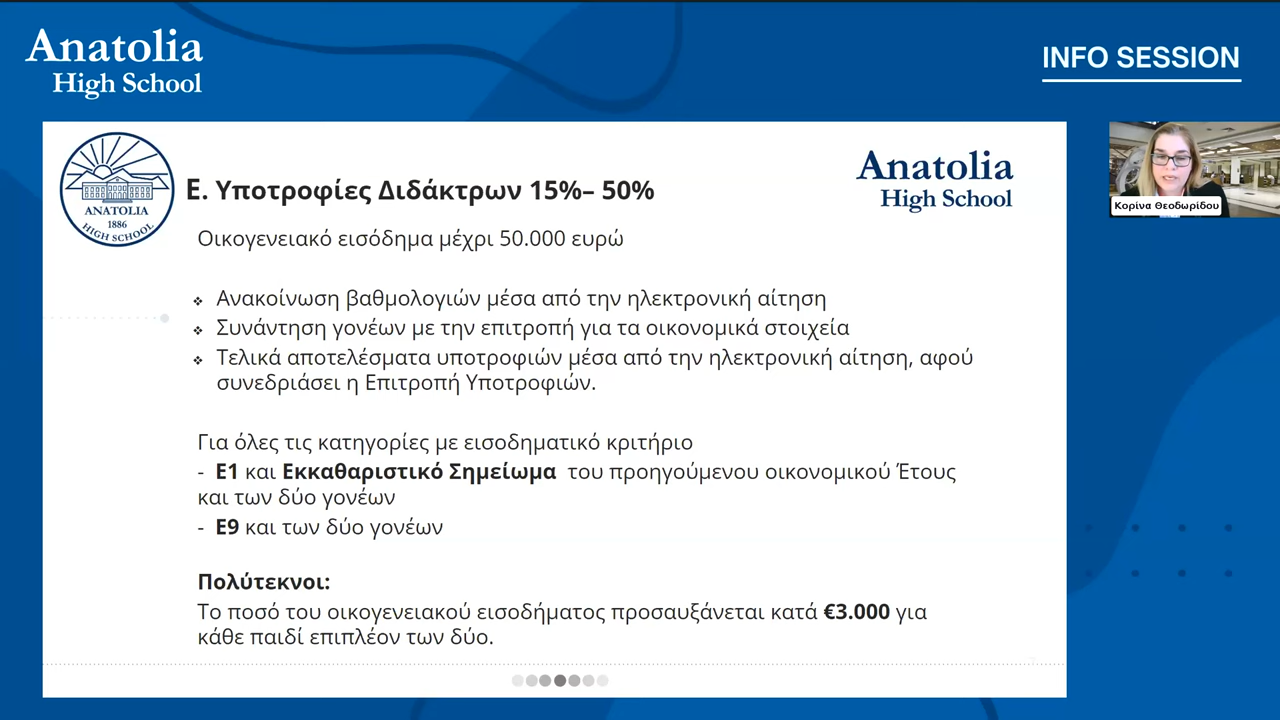 Anatolia
High School
INFO SESSION
ANATOLIA
1886
HIGH SCHOOL
Ε. Υποτροφίες Διδάκτρων 15%– 50%
Anatolia
High School
Κορίνα Θεοδωρίδου
Οικογενειακό εισόδημα μέχρι 50.000 ευρώ
❖ Ανακοίνωση βαθμολογιών μέσα από την ηλεκτρονική αίτηση
❖ Συνάντηση γονέων με την επιτροπή για τα οικονομικά στοιχεία
❖ Τελικά αποτελέσματα υποτροφιών μέσα από την ηλεκτρονική αίτηση, αφού
συνεδριάσει η Επιτροπή Υποτροφιών.
Για όλες τις κατηγορίες με εισοδηματικό κριτήριο
- Ε1 και Εκκαθαριστικό Σημείωμα του προηγούμενου οικονομικού Έτους
και των δύο γονέων
- Ε9 και των δύο γονέων
Πολύτεκνοι:
Το ποσό του οικογενειακού εισοδήματος προσαυξάνεται κατά €3.000 για
κάθε παιδί επιπλέον των δύο.